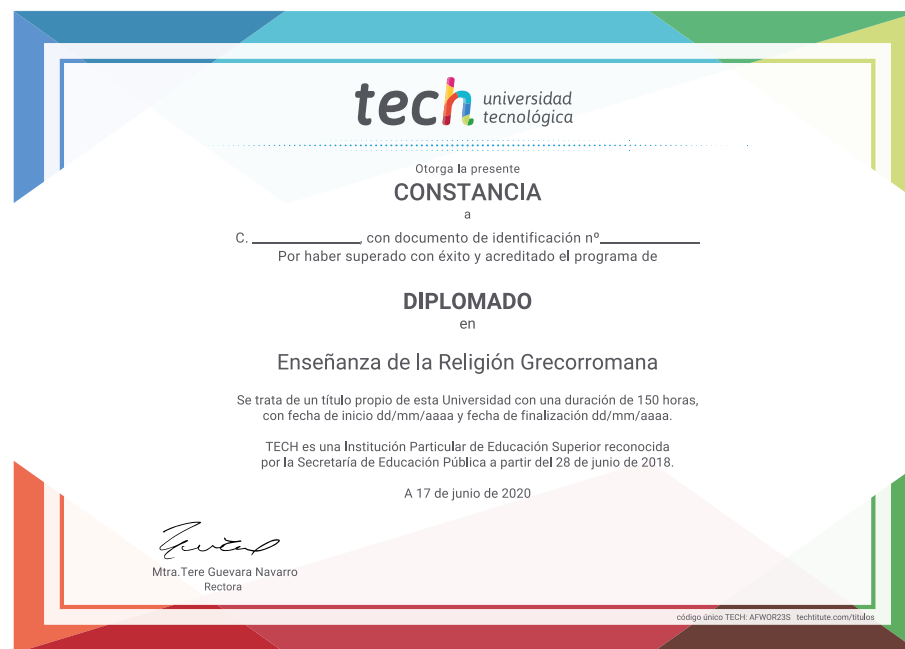 tech universidad
tecnológica
Otorga la presente
CONSTANCIA
a
C. ______________, con documento de identificación nº_____________
Por haber superado con éxito y acreditado el programa de
DIPLOMADO
en
Enseñanza de la Religión Grecorromana
Se trata de un título propio de esta Universidad con una duración de 150 horas,
con fecha de inicio dd/mm/aaaa y fecha de finalización dd/mm/aaaa.
TECH es una Institución Particular de Educación Superior reconocida
por la Secretaría de Educación Pública a partir del 28 de junio de 2018.
A 17 de junio de 2020
Mtra.Tere Guevara Navarro
Rectora
código único TECH: AFWOR23S techtitute.com/titulos